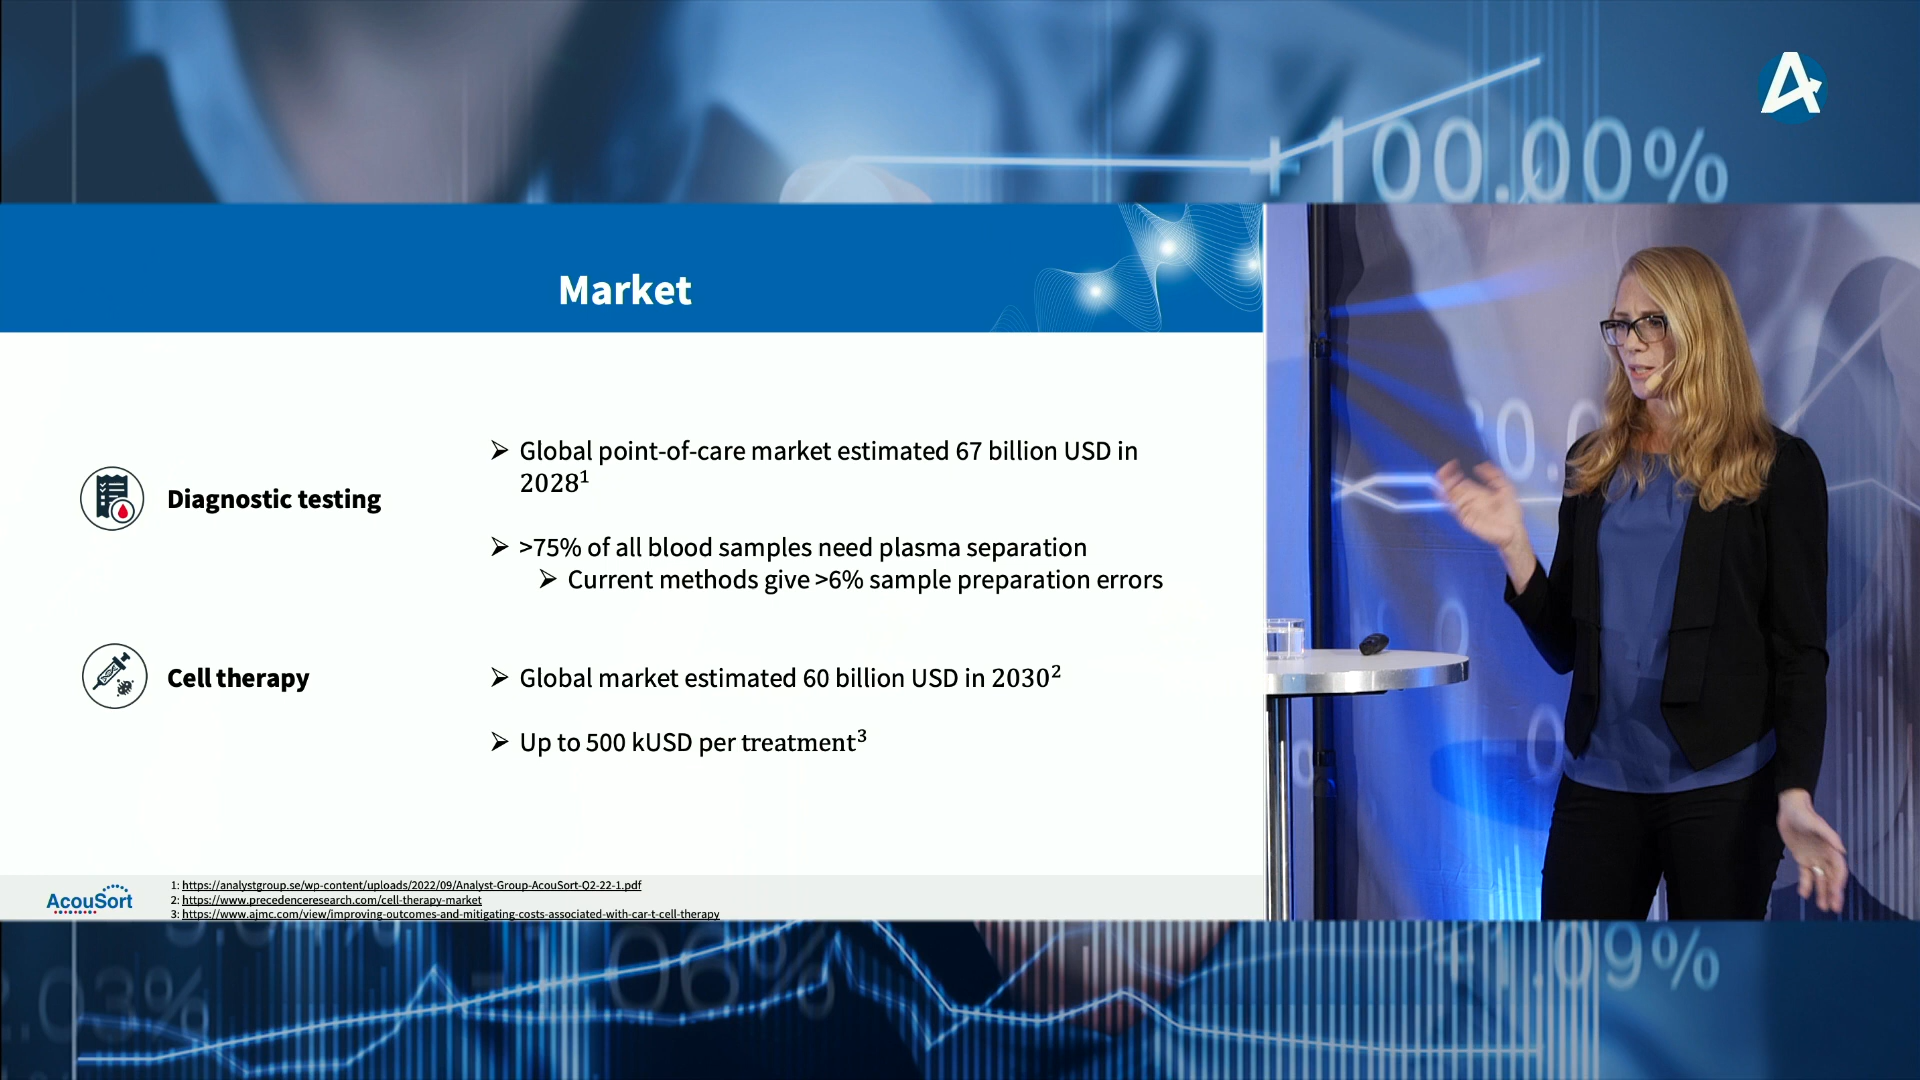 +100.00%
Market
➢ Global point-of-care market estimated 67 billion USD in
2028¹
Diagnostic testing
➢ >75% of all blood samples need plasma separation
➢ Current methods give >6% sample preparation errors
Cell therapy
➢ Global market estimated 60 billion USD in 2030²
➢ Up to 500 kUSD per treatment³
AcouSort
1: https://analystgroup.se/wp-content/uploads/2022/09/Analyst-Group-AcouSort-Q2-22-1.pdf
2: https://www.precedenceresearch.com/cell-therapy-market
3: https://www.ajmc.com/view/improving-outcomes-and-mitigating-costs-associated-with-car-t-cell-therapy
+1.09%